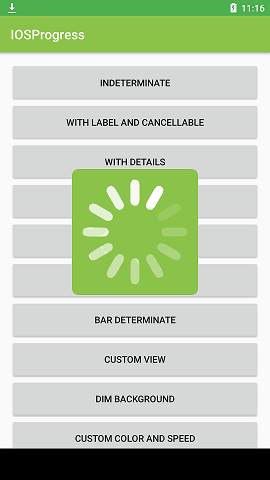 11:16
IOSProgress
INDETERMINATE
WITH LABEL AND CANCELLABLE
WITH DETAILS
BAR DETERMINATE
CUSTOM VIEW
DIM BACKGROUND
CUSTOM COLOR AND SPEED